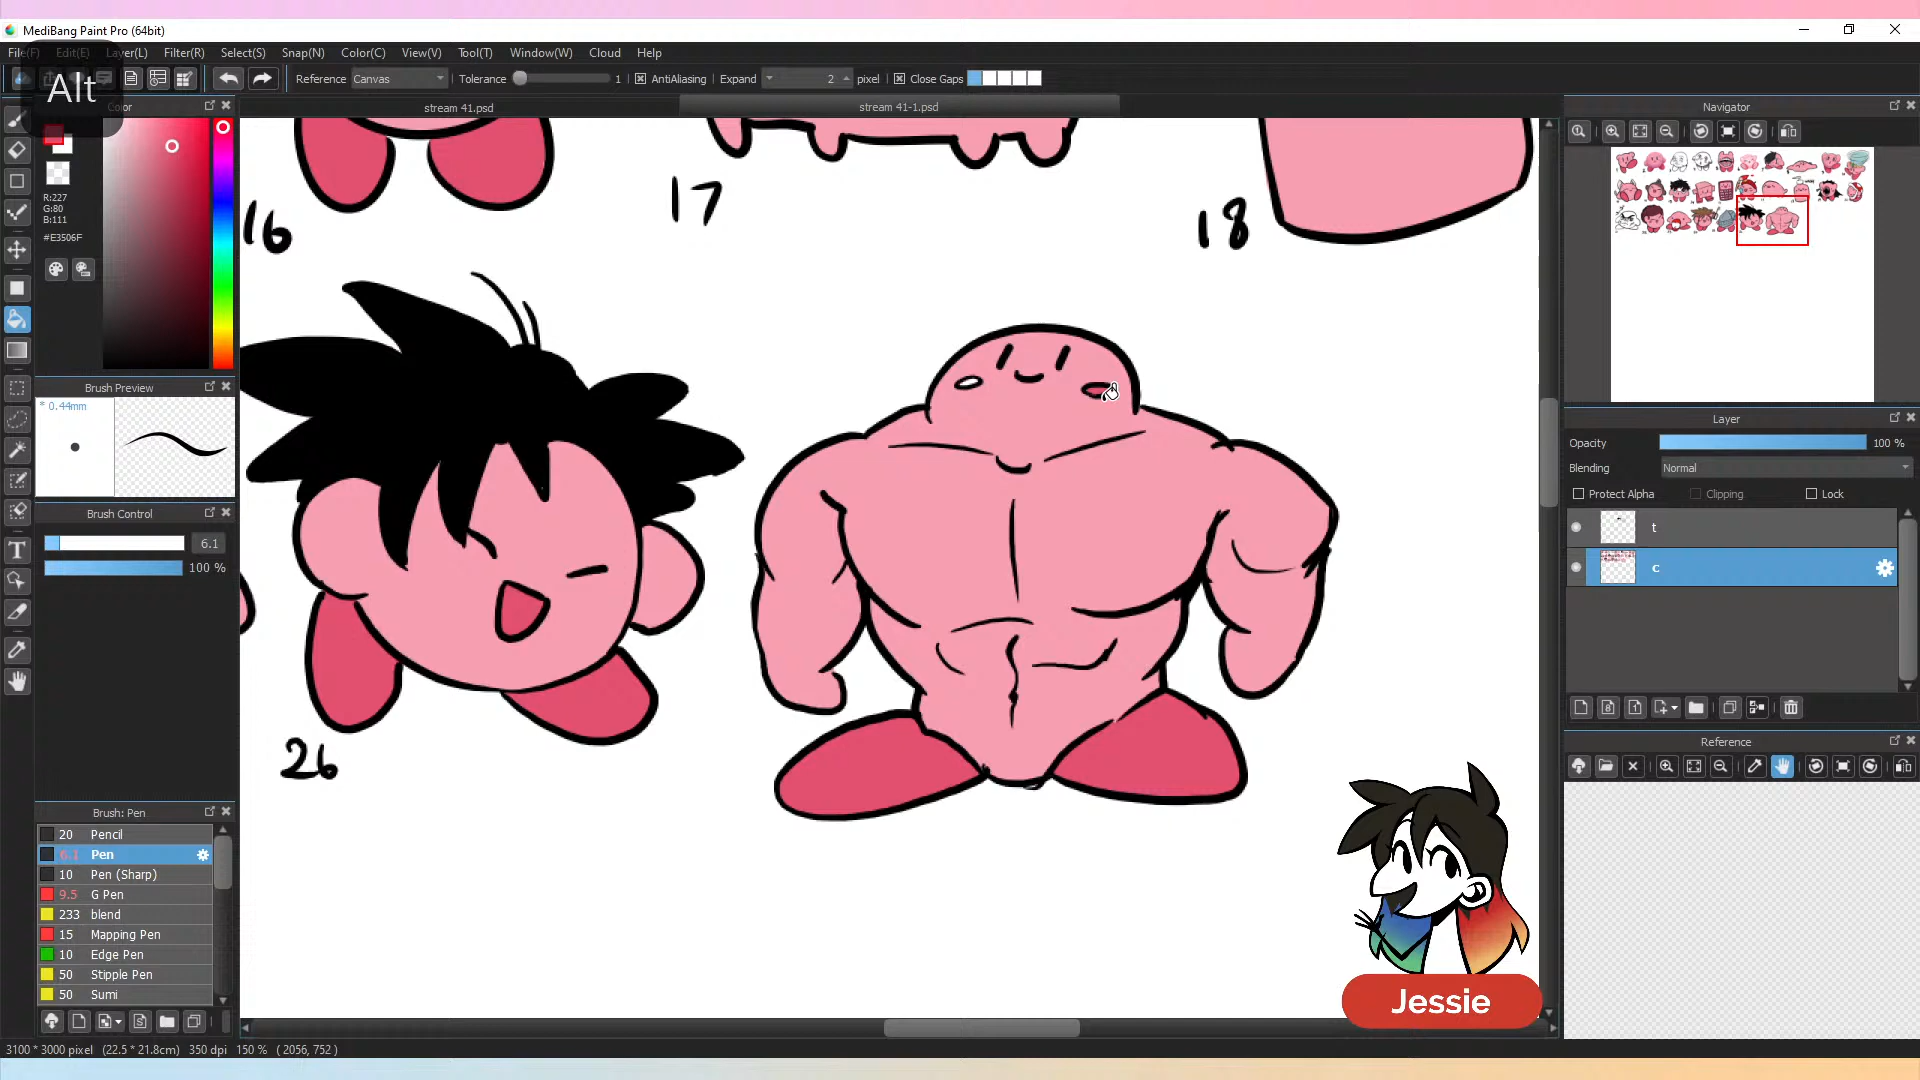 MediBang Paint Pro (64bit)
File(F) Edit(E) Layer(L) Filter(R) Select(S) Snap(N) Color(C) View(V) Tool(T) Window(W) Cloud Help
Alt
Reference Canvas Tolerance 1 AntiAliasing Expand 2 pixel Close Gaps
Color
stream 41.psd
stream 41-1.psd
Navigator
R:227
G:80
B:111
#E3506F
16
17
18
26
Brush Preview
* 0.44mm
Brush Control
6.1
100 %
Brush: Pen
20 Pencil
6.1 Pen
10 Pen (Sharp)
9.5 G Pen
233 blend
15 Mapping Pen
10 Edge Pen
50 Stipple Pen
50 Sumi
Layer
Opacity 100 %
Blending Normal
Protect Alpha Clipping Lock
t
c
Reference
Jessie
3100 * 3000 pixel (22.5 * 21.8cm) 350 dpi 150 % ( 2056, 752 )